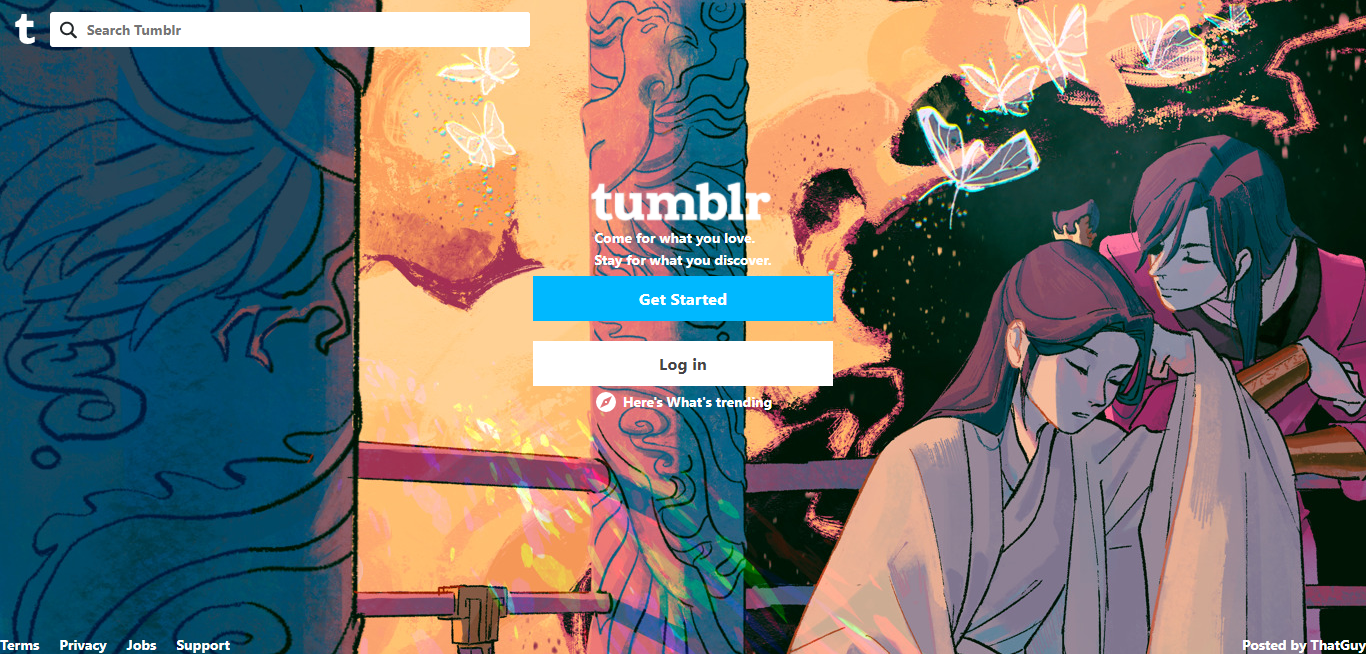 t Search Tumblr
tumblr
Come for what you love.
Stay for what you discover.
Get Started
Log in
Here's What's trending
Terms Privacy Jobs Support Posted by ThatGuy